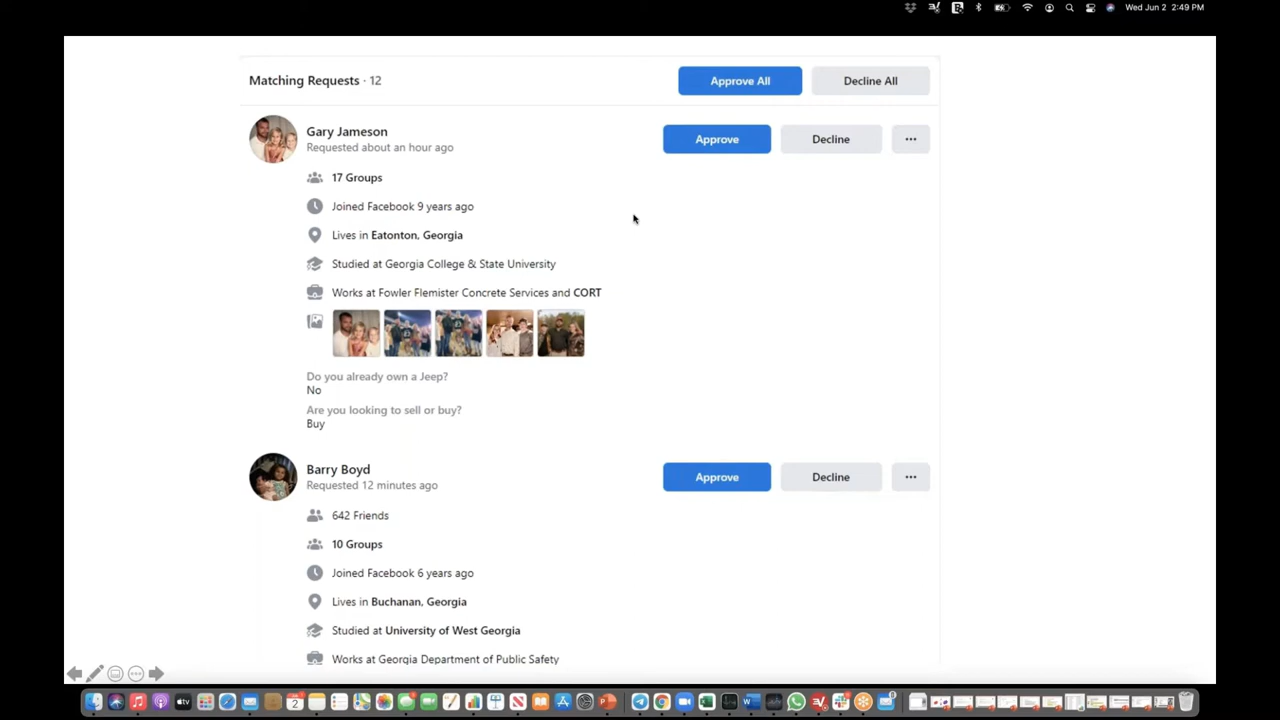 Wed Jun 2 2:49 PM
Matching Requests · 12
Approve All
Decline All
Gary Jameson
Requested about an hour ago
Approve
Decline
17 Groups
Joined Facebook 9 years ago
Lives in Eatonton, Georgia
Studied at Georgia College & State University
Works at Fowler Flemister Concrete Services and CORT
Do you already own a Jeep?
No
Are you looking to sell or buy?
Buy
Barry Boyd
Requested 12 minutes ago
Approve
Decline
642 Friends
10 Groups
Joined Facebook 6 years ago
Lives in Buchanan, Georgia
Studied at University of West Georgia
Works at Georgia Department of Public Safety